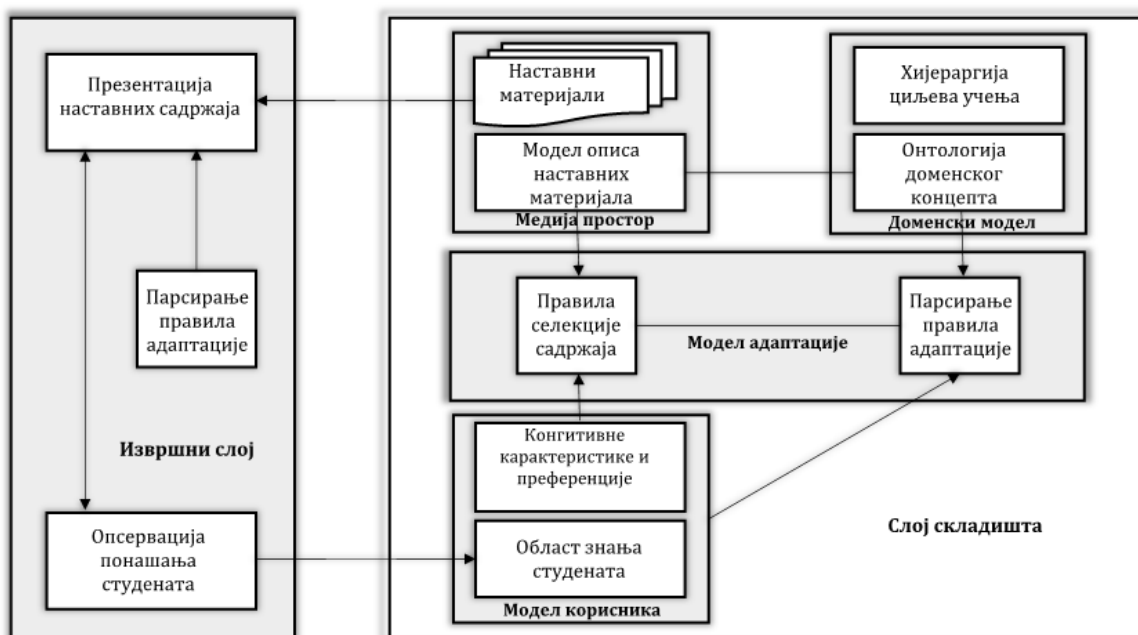 Презентација
наставних садржаја
Парсирање
правила
адаптације
Извршни слој
Опсервација
понашања
студената
Наставни
материјали
Модел описа
наставних
материјала
Медија простор
Хијераргија
циљева учења
Онтологија
доменског
концепта
Доменски модел
Правила
селекције
садржаја
Модел адаптације
Парсирање
правила
адаптације
Конгитивне
карактеристике и
преференције
Област знања
студената
Модел корисника
Слој складишта